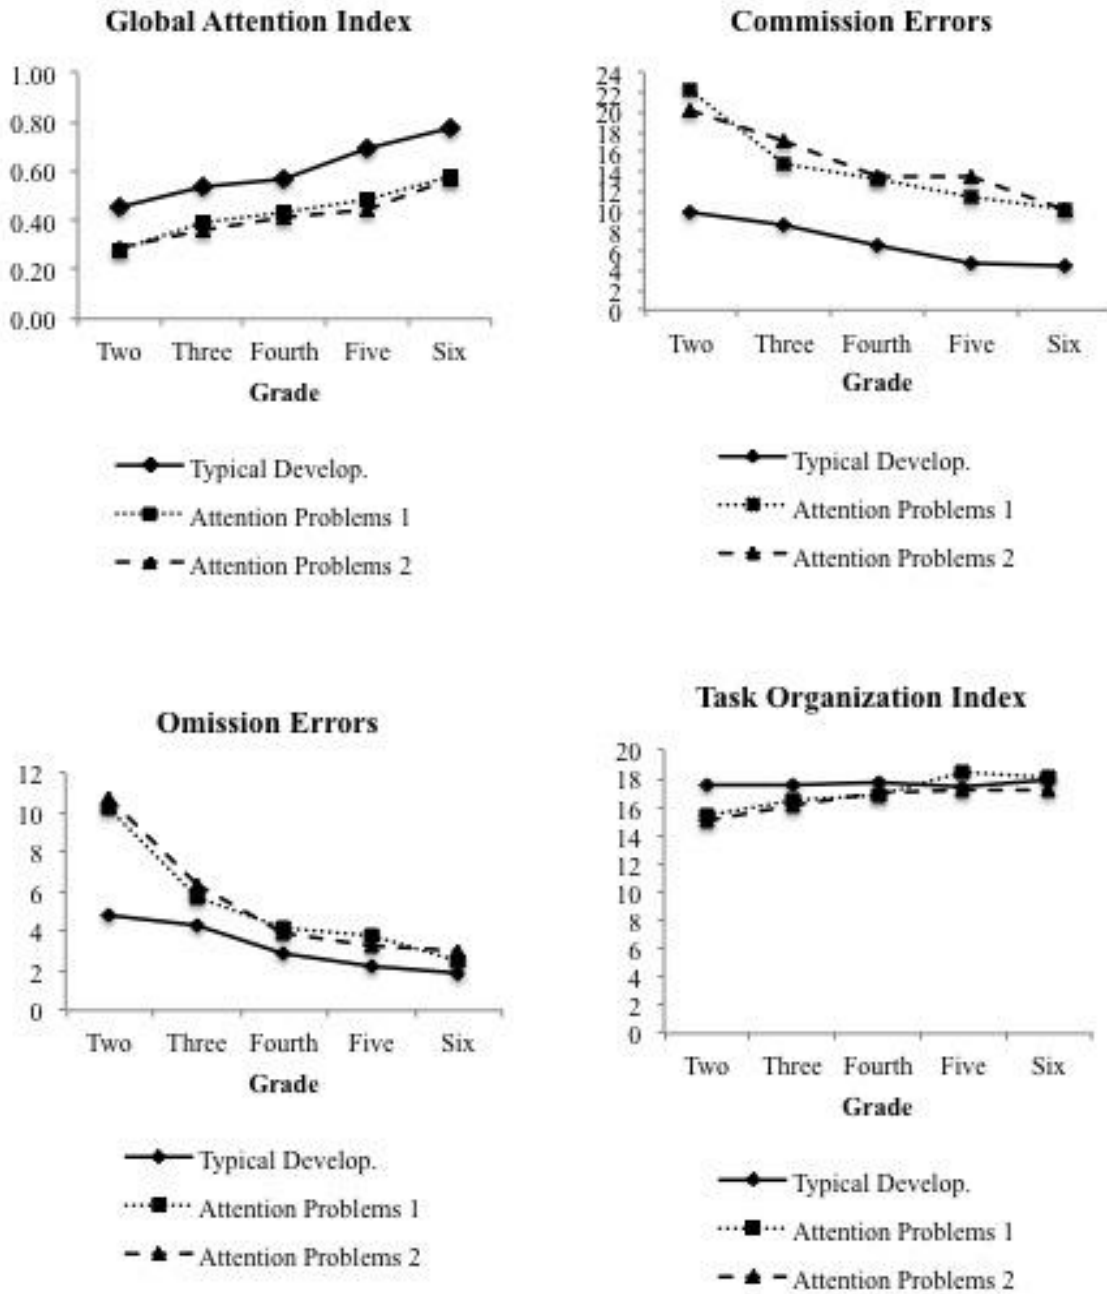 Global Attention Index
1.00
0.80
0.60
0.40
0.20
0.00
Two Three Fourth Five Six
Grade
Typical Develop.
Attention Problems 1
Attention Problems 2
Commission Errors
24
22
20
18
16
14
12
10
8
6
4
2
0
Two Three Fourth Five Six
Grade
Typical Develop.
Attention Problems 1
Attention Problems 2
Omission Errors
12
10
8
6
4
2
0
Two Three Fourth Five Six
Grade
Typical Develop.
Attention Problems 1
Attention Problems 2
Task Organization Index
20
18
16
14
12
10
8
6
4
2
0
Two Three Fourth Five Six
Grade
Typical Develop.
Attention Problems 1
Attention Problems 2